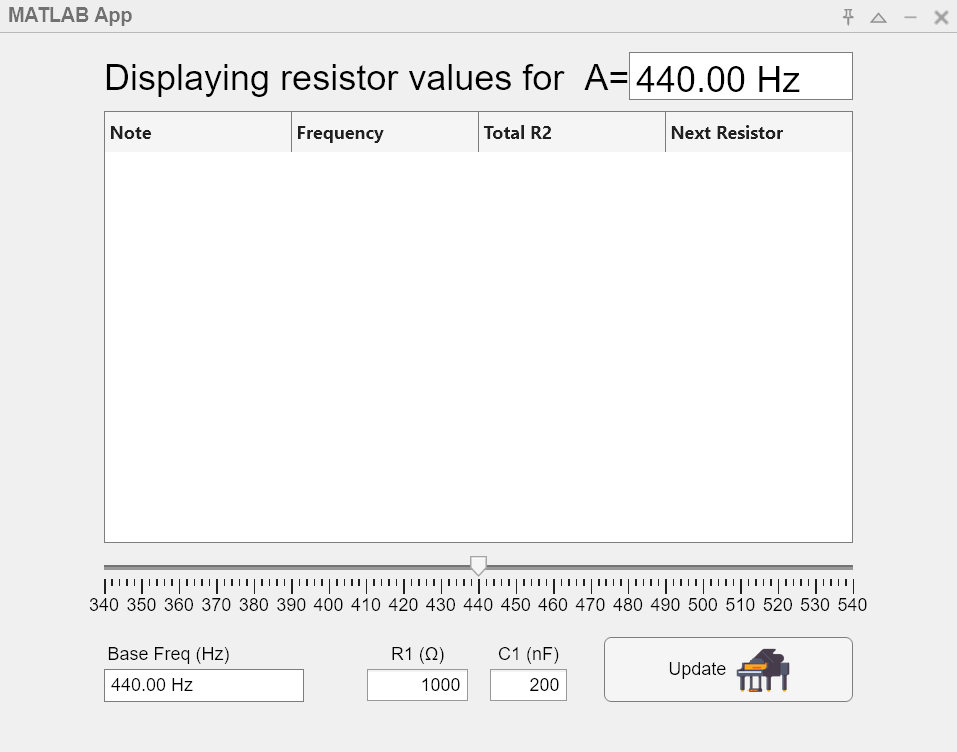 MATLAB App
Displaying resistor values for A= 440.00 Hz
Note Frequency Total R2 Next Resistor
340 350 360 370 380 390 400 410 420 430 440 450 460 470 480 490 500 510 520 530 540
Base Freq (Hz) R1 (Ω) C1 (nF)
Update
440.00 Hz 1000 200